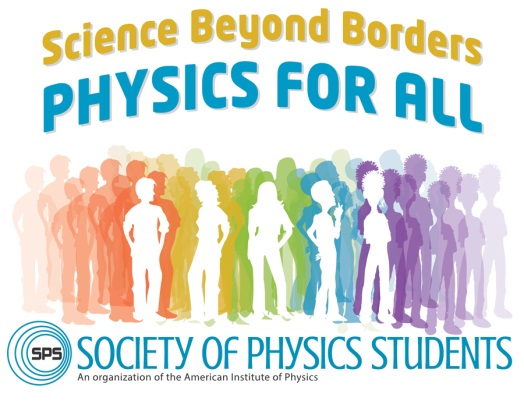 Science Beyond Borders
PHYSICS FOR ALL
SPS
SOCIETY OF PHYSICS STUDENTS
An organization of the American Institute of Physics